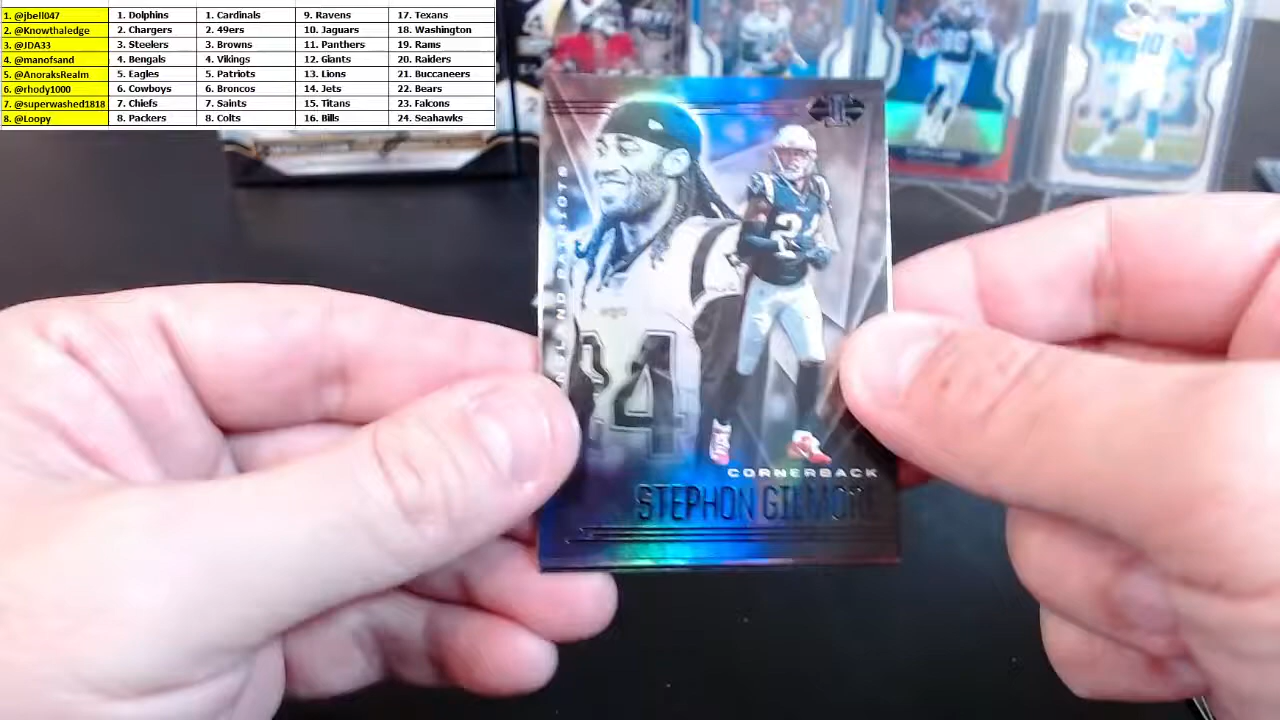 1. @jbell047 1. Dolphins 1. Cardinals 9. Ravens 17. Texans
2. @Knowthaledge 2. Chargers 2. 49ers 10. Jaguars 18. Washington
3. @JDA33 3. Steelers 3. Browns 11. Panthers 19. Rams
4. @manofsand 4. Bengals 4. Vikings 12. Giants 20. Raiders
5. @AnoraksRealm 5. Eagles 5. Patriots 13. Lions 21. Buccaneers
6. @rhody1000 6. Cowboys 6. Broncos 14. Jets 22. Bears
7. @superwashed1818 7. Chiefs 7. Saints 15. Titans 23. Falcons
8. @Loopy 8. Packers 8. Colts 16. Bills 24. Seahawks
PATRIOTS
24
CORNERBACK
STEPHON GILMORE